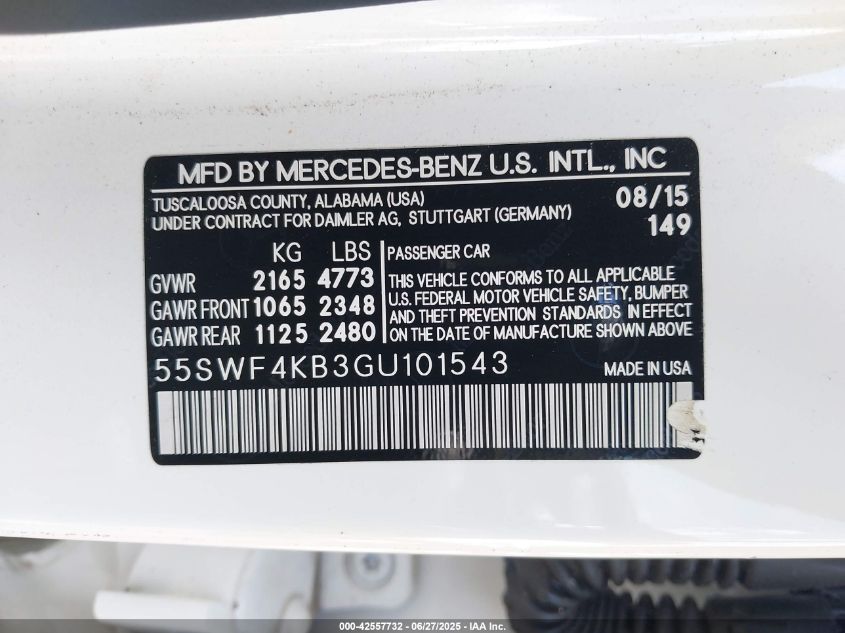 MFD BY MERCEDES-BENZ U.S. INTL., INC
TUSCALOOSA COUNTY, ALABAMA (USA) 08/15
UNDER CONTRACT FOR DAIMLER AG, STUTTGART (GERMANY) 149
KG LBS
GVWR 2165 4773
GAWR FRONT 1065 2348
GAWR REAR 1125 2480
PASSENGER CAR
THIS VEHICLE CONFORMS TO ALL APPLICABLE
U.S. FEDERAL MOTOR VEHICLE SAFETY, BUMPER
AND THEFT PREVENTION STANDARDS IN EFFECT
ON THE DATE OF MANUFACTURE SHOWN ABOVE
55SWF4KB3GU101543 MADE IN USA
000-42557732 - 06/27/2025 - IAA Inc.